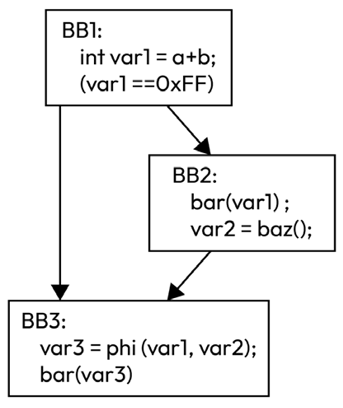 BB1:
int var1 = a+b;
(var1 ==0xFF)
BB2:
bar(var1) ;
var2 = baz();
BB3:
var3 = phi (var1, var2);
bar(var3)